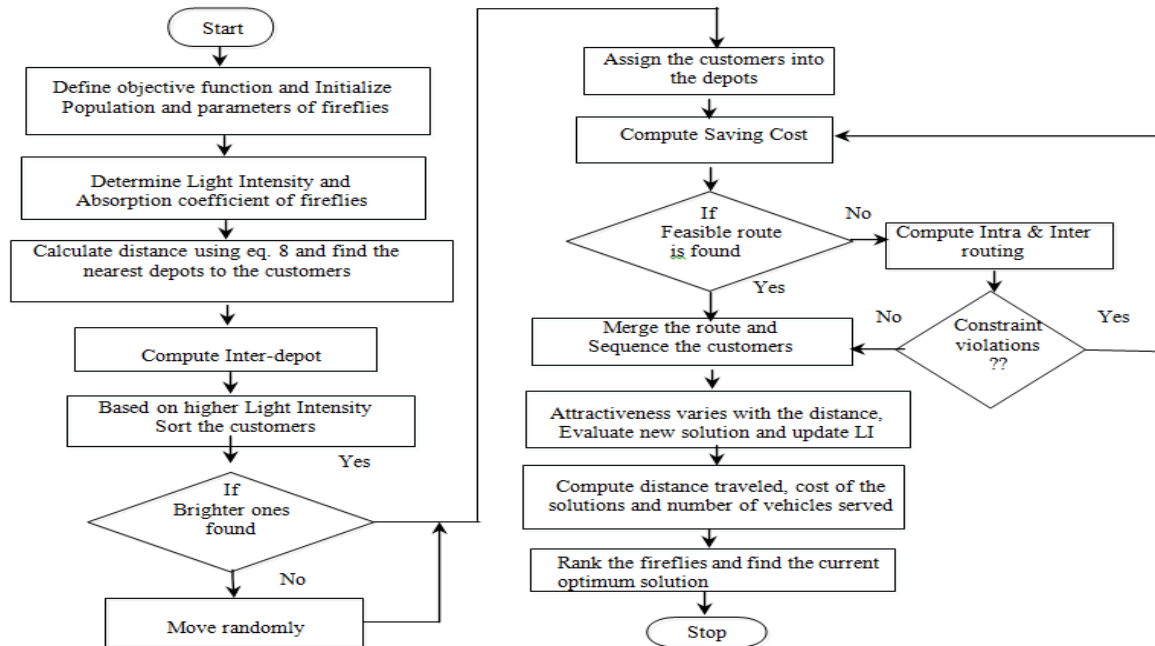 Start
Define objective function and Initialize
Population and parameters of fireflies
Determine Light Intensity and
Absorption coefficient of fireflies
Calculate distance using eq. 8 and find the
nearest depots to the customers
Compute Inter-depot
Based on higher Light Intensity
Sort the customers
Yes
If
Brighter ones
found
No
Move randomly
Assign the customers into
the depots
Compute Saving Cost
If
Feasible route
is found
No
Yes
Compute Intra & Inter
routing
Constraint
violations
??
No
Yes
Merge the route and
Sequence the customers
Attractiveness varies with the distance,
Evaluate new solution and update LI
Compute distance traveled, cost of the
solutions and number of vehicles served
Rank the fireflies and find the current
optimum solution
Stop